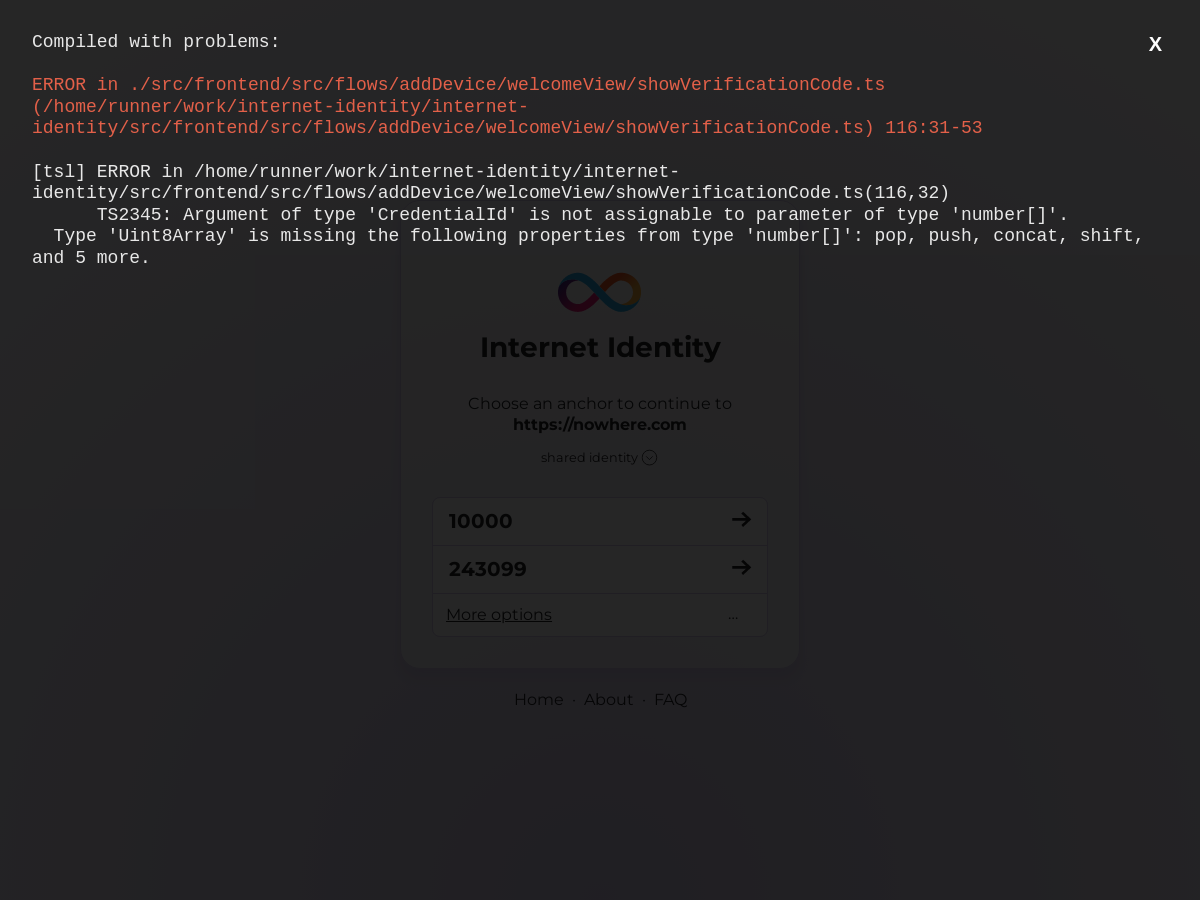 Compiled with problems:
X
ERROR in ./src/frontend/src/flows/addDevice/welcomeView/showVerificationCode.ts
(/home/runner/work/internet-identity/internet-
identity/src/frontend/src/flows/addDevice/welcomeView/showVerificationCode.ts) 116:31-53
[tsl] ERROR in /home/runner/work/internet-identity/internet-
identity/src/frontend/src/flows/addDevice/welcomeView/showVerificationCode.ts(116,32)
TS2345: Argument of type 'CredentialId' is not assignable to parameter of type 'number[]'.
Type 'Uint8Array' is missing the following properties from type 'number[]': pop, push, concat, shift,
and 5 more.
Internet Identity
Choose an anchor to continue to
https://nowhere.com
shared identity
10000
243099
More options ...
Home · About · FAQ